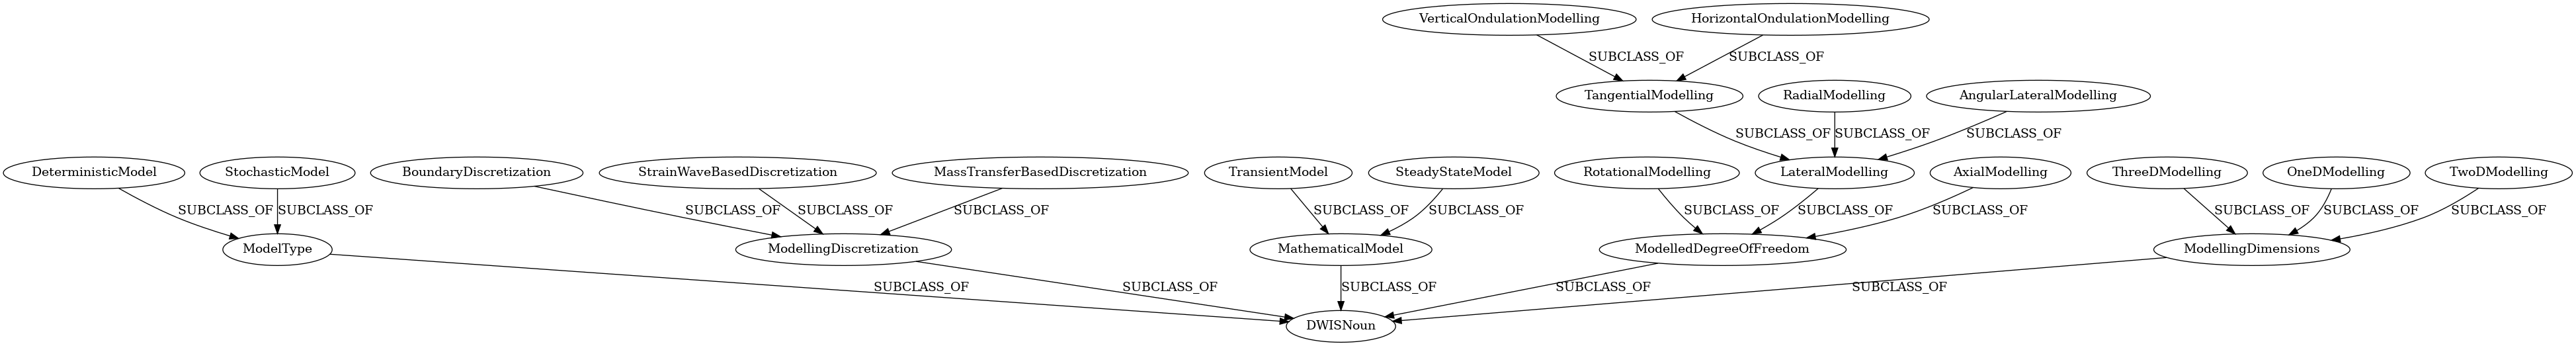 VerticalOndulationModelling
HorizontalOndulationModelling
SUBCLASS_OF
SUBCLASS_OF
TangentialModelling
RadialModelling
AngularLateralModelling
SUBCLASS_OF
SUBCLASS_OF
SUBCLASS_OF
DeterministicModel
StochasticModel
BoundaryDiscretization
StrainWaveBasedDiscretization
MassTransferBasedDiscretization
TransientModel
SteadyStateModel
RotationalModelling
LateralModelling
AxialModelling
ThreeDModelling
OneDModelling
TwoDModelling
SUBCLASS_OF
SUBCLASS_OF
SUBCLASS_OF
SUBCLASS_OF
SUBCLASS_OF
SUBCLASS_OF
SUBCLASS_OF
SUBCLASS_OF
SUBCLASS_OF
SUBCLASS_OF
SUBCLASS_OF
SUBCLASS_OF
SUBCLASS_OF
ModelType
ModellingDiscretization
MathematicalModel
ModelledDegreeOfFreedom
ModellingDimensions
SUBCLASS_OF
SUBCLASS_OF
SUBCLASS_OF
SUBCLASS_OF
SUBCLASS_OF
DWISNoun